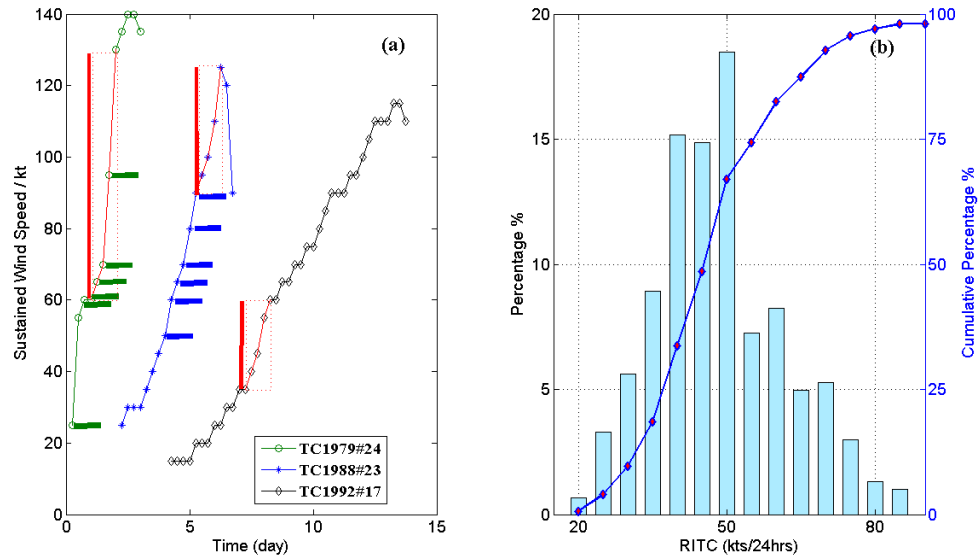 140
120
100
80
60
40
20
0
Sustained Wind Speed / kt
(a)
TC1979#24
TC1988#23
TC1992#17
0 5 10 15
Time (day)
20
15
10
5
0
Percentage %
(b)
100
75
50
25
0
Cumulative Percentage %
20 50 80
RITC (kts/24hrs)